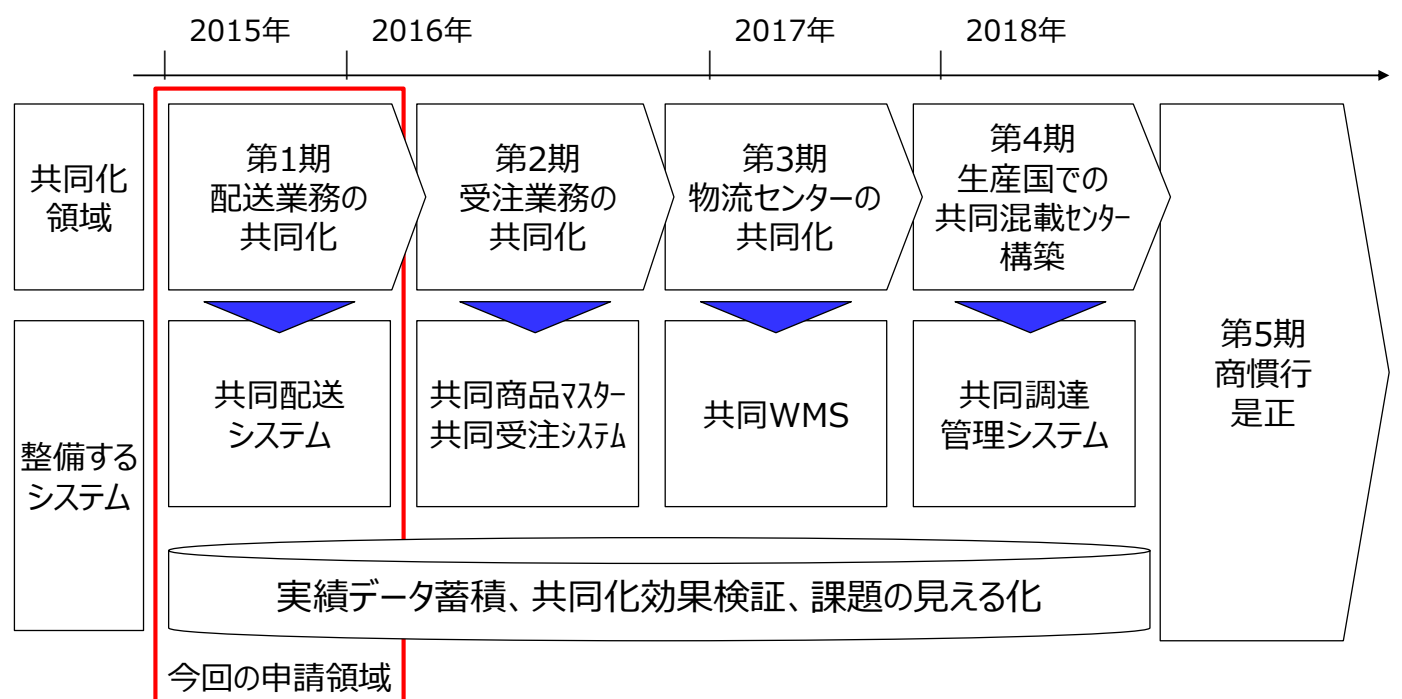 2015年
2016年
2017年
2018年
共同化
領域
第1期
配送業務の
共同化
第2期
受注業務の
共同化
第3期
物流センターの
共同化
第4期
生産国での
共同混載ｾﾝﾀｰ
構築
第5期
商慣行
是正
整備する
システム
共同配送
システム
共同商品ﾏｽﾀｰ
共同受注ｼｽﾃﾑ
共同WMS
共同調達
管理システム
実績データ蓄積、共同化効果検証、課題の見える化
今回の申請領域